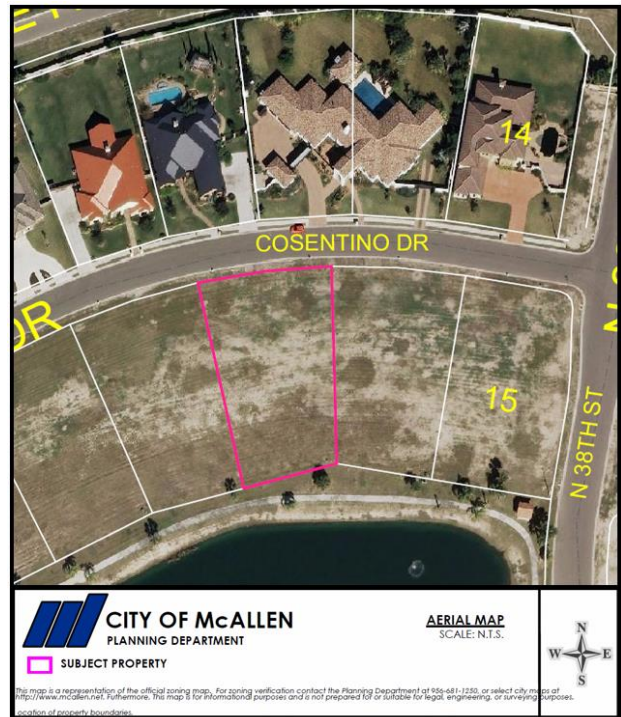 14
COSENTINO DR
DR
15
N 38TH ST
CITY OF McALLEN
PLANNING DEPARTMENT
SUBJECT PROPERTY
AERIAL MAP
SCALE: N.T.S.
N
W E
S
This map is a representation of the official zoning map. For zoning verification contact the Planning Department at 956-681-1250, or select city maps at
http://www.mcallen.net. Futhermore, This map is for informational purposes and is not prepared for or suitable for legal, engineering, or surveying purposes.
ocation of property boundaries.